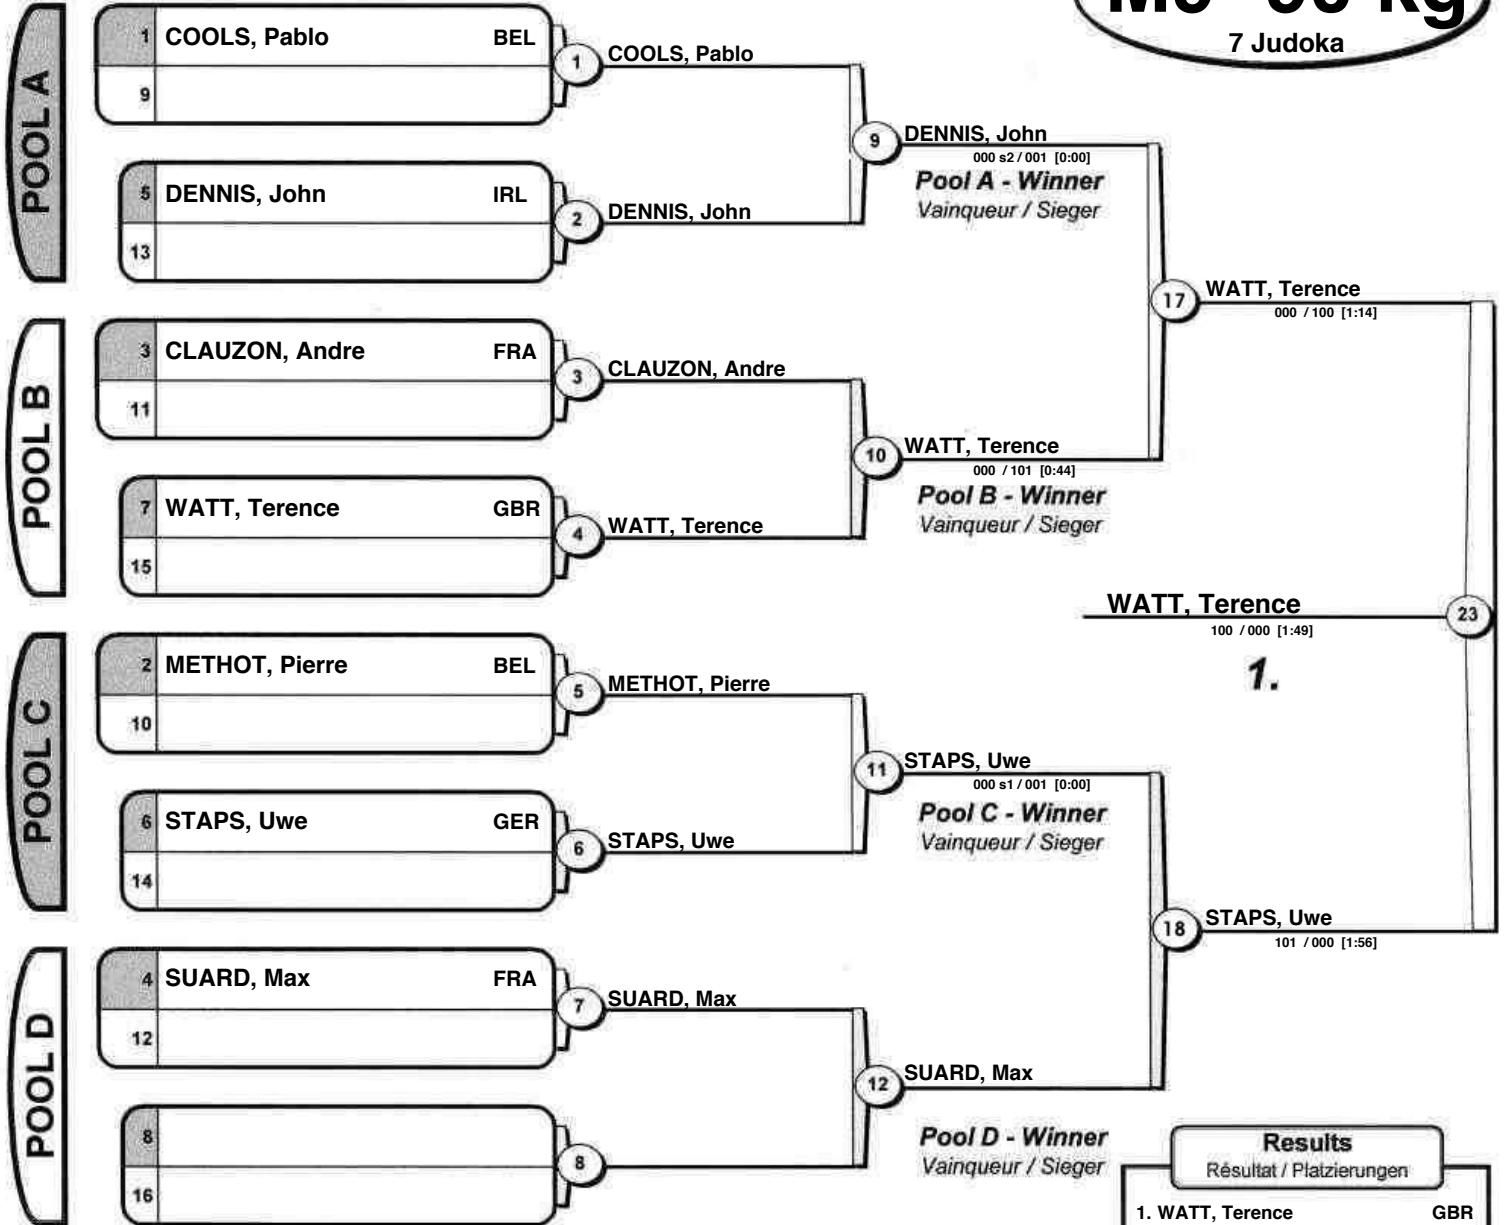 7 Judoka
POOL A
1 COOLS, Pablo BEL
9
1 COOLS, Pablo
5 DENNIS, John IRL
13
2 DENNIS, John
9 DENNIS, John
000 s2 / 001 [0:00]
Pool A - Winner
Vainqueur / Sieger
POOL B
3 CLAUZON, Andre FRA
11
3 CLAUZON, Andre
7 WATT, Terence GBR
15
4 WATT, Terence
10 WATT, Terence
000 / 101 [0:44]
Pool B - Winner
Vainqueur / Sieger
17 WATT, Terence
000 / 100 [1:14]
WATT, Terence 23
100 / 000 [1:49]
1.
POOL C
2 METHOT, Pierre BEL
10
5 METHOT, Pierre
6 STAPS, Uwe GER
14
6 STAPS, Uwe
11 STAPS, Uwe
000 s1 / 001 [0:00]
Pool C - Winner
Vainqueur / Sieger
18 STAPS, Uwe
101 / 000 [1:56]
POOL D
4 SUARD, Max FRA
12
7 SUARD, Max
8
16
8
12 SUARD, Max
Pool D - Winner
Vainqueur / Sieger
Results
Résultat / Platzierungen
1. WATT, Terence GBR